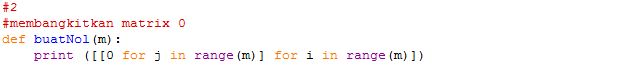 #2
#membangkitkan matrix 0
def buatNol(m):
    print ([[0 for j in range(m)] for i in range(m)])